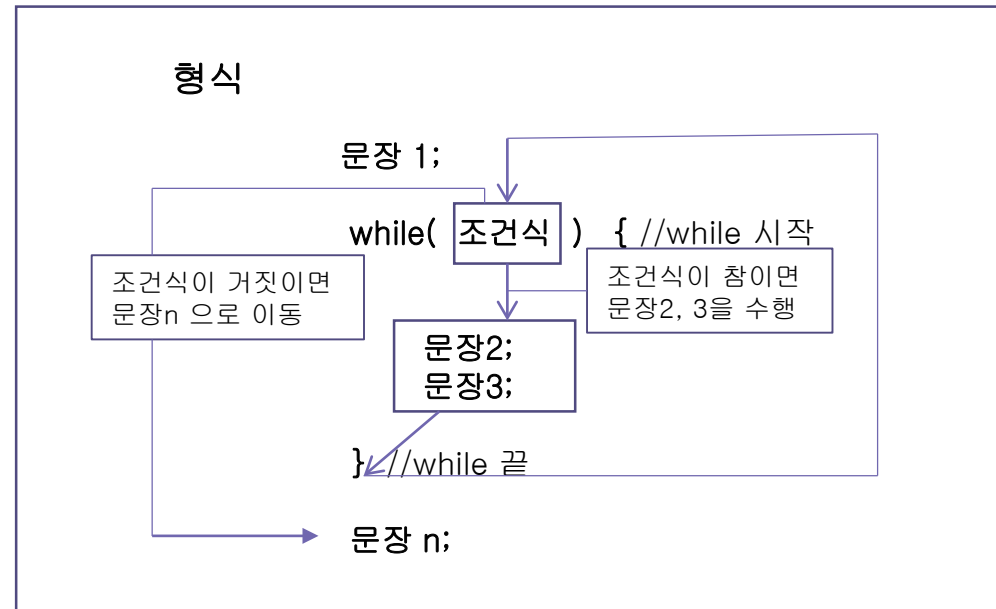 형식
문장 1;
while( 조건식 ) { //while 시작
조건식이 거짓이면
문장n 으로 이동
조건식이 참이면
문장2, 3을 수행
문장2;
문장3;
} //while 끝
문장 n;